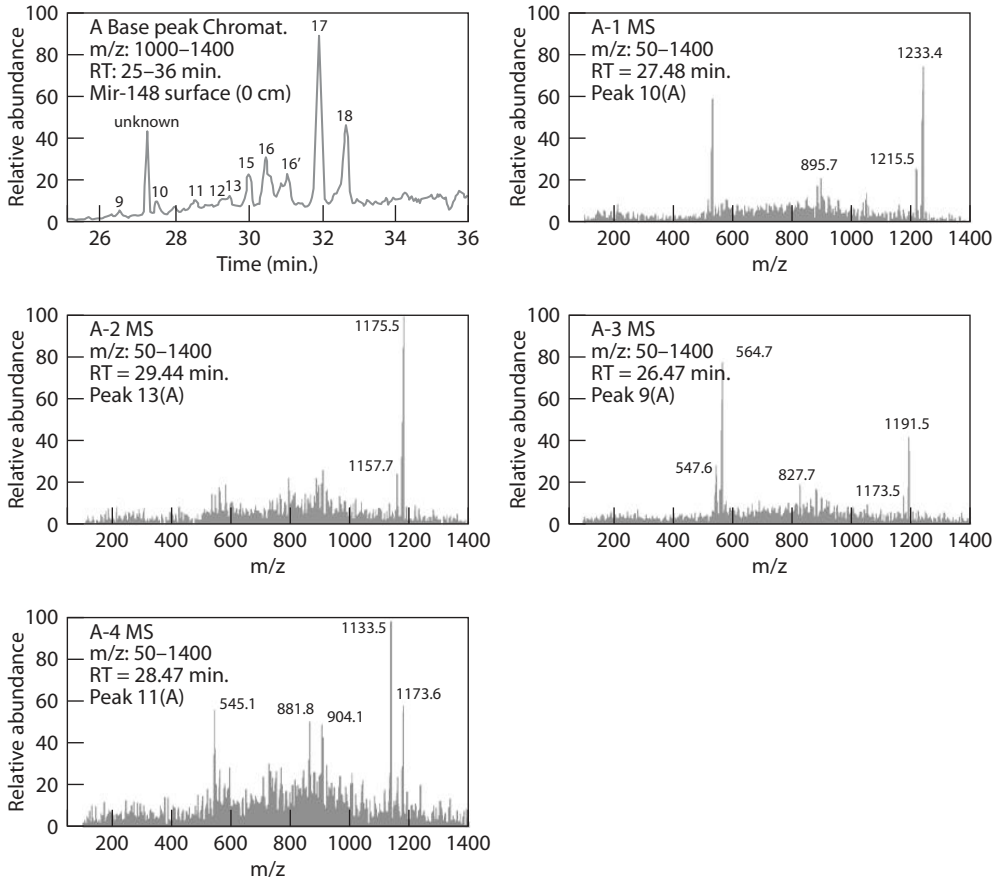 A Base peak Chromat.
m/z: 1000–1400
RT: 25–36 min.
Mir-148 surface (0 cm)
unknown
9
10
11
12
13
15
16
16′
17
18
100
80
60
40
20
0
Relative abundance
26 28 30 32 34 36
Time (min.)
A-1 MS
m/z: 50–1400
RT = 27.48 min.
Peak 10(A)
1233.4
895.7
1215.5
100
80
60
40
20
0
Relative abundance
200 400 600 800 1000 1200 1400
m/z
A-2 MS
m/z: 50–1400
RT = 29.44 min.
Peak 13(A)
1175.5
1157.7
100
80
60
40
20
0
Relative abundance
200 400 600 800 1000 1200 1400
m/z
A-3 MS
m/z: 50–1400
RT = 26.47 min.
Peak 9(A)
564.7
1191.5
547.6
827.7
1173.5
100
80
60
40
20
0
Relative abundance
200 400 600 800 1000 1200 1400
m/z
A-4 MS
m/z: 50–1400
RT = 28.47 min.
Peak 11(A)
1133.5
545.1
881.8
904.1
1173.6
100
80
60
40
20
0
Relative abundance
200 400 600 800 1000 1200 1400
m/z